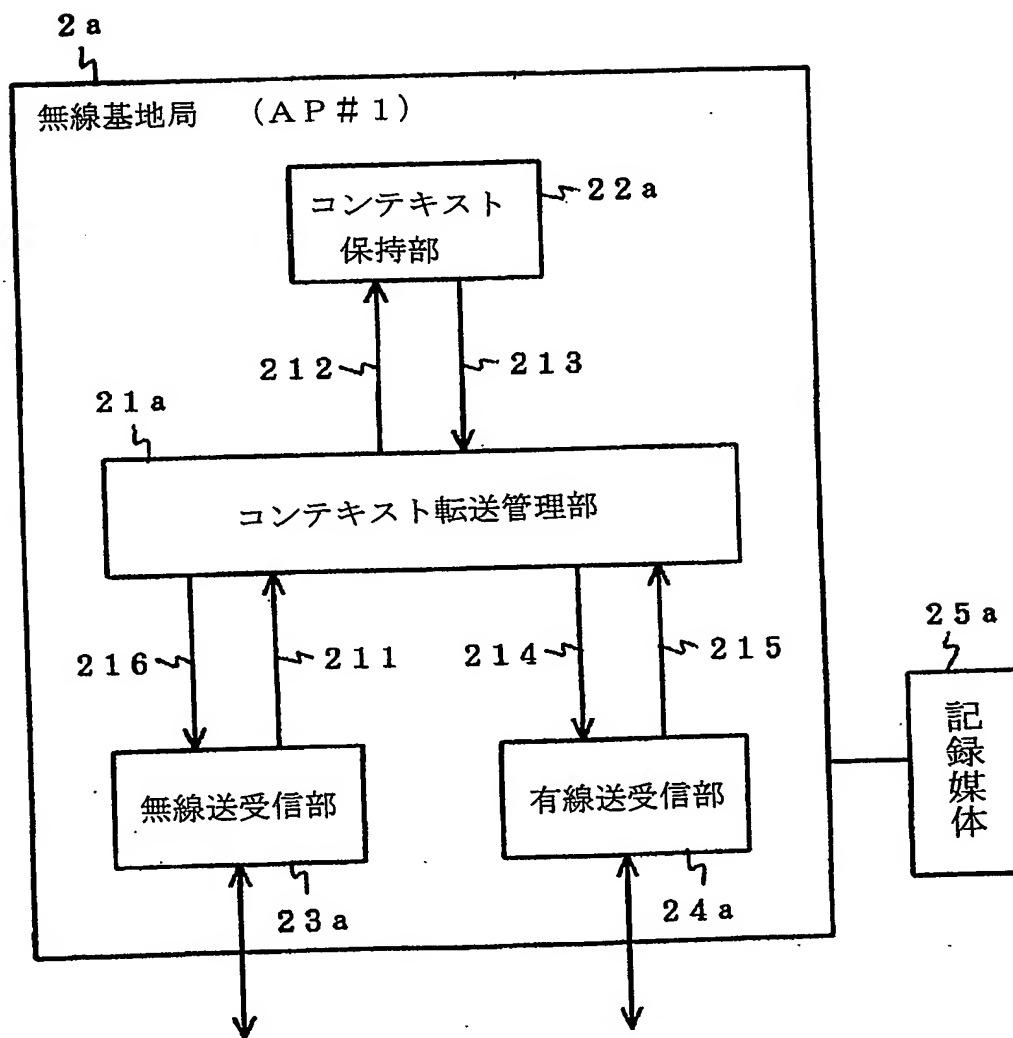 2a
無線基地局 (AP#1)
コンテキスト
保持部
22a
212
213
21a
コンテキスト転送管理部
216
211
214
215
25a
記録媒体
無線送受信部
有線送受信部
23a
24a